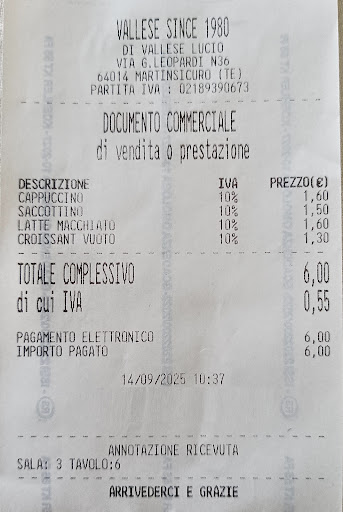 VALLESE SINCE 1980
DI VALLESE LUCIO
VIA G.LEOPARDI N36
64014 MARTINSICURO (TE)
PARTITA IVA : 02189390673
DOCUMENTO COMMERCIALE
di vendita o prestazione
DESCRIZIONE IVA PREZZO(€)
CAPPUCCINO 10% 1,60
SACCOTTINO 10% 1,50
LATTE MACCHIATO 10% 1,60
CROISSANT VUOTO 10% 1,30
TOTALE COMPLESSIVO 6,00
di cui IVA 0,55
PAGAMENTO ELETTRONICO 6,00
IMPORTO PAGATO 6,00
14/09/2025 10:37
ANNOTAZIONE RICEVUTA
SALA: 3 TAVOLO:6
ARRIVEDERCI E GRAZIE